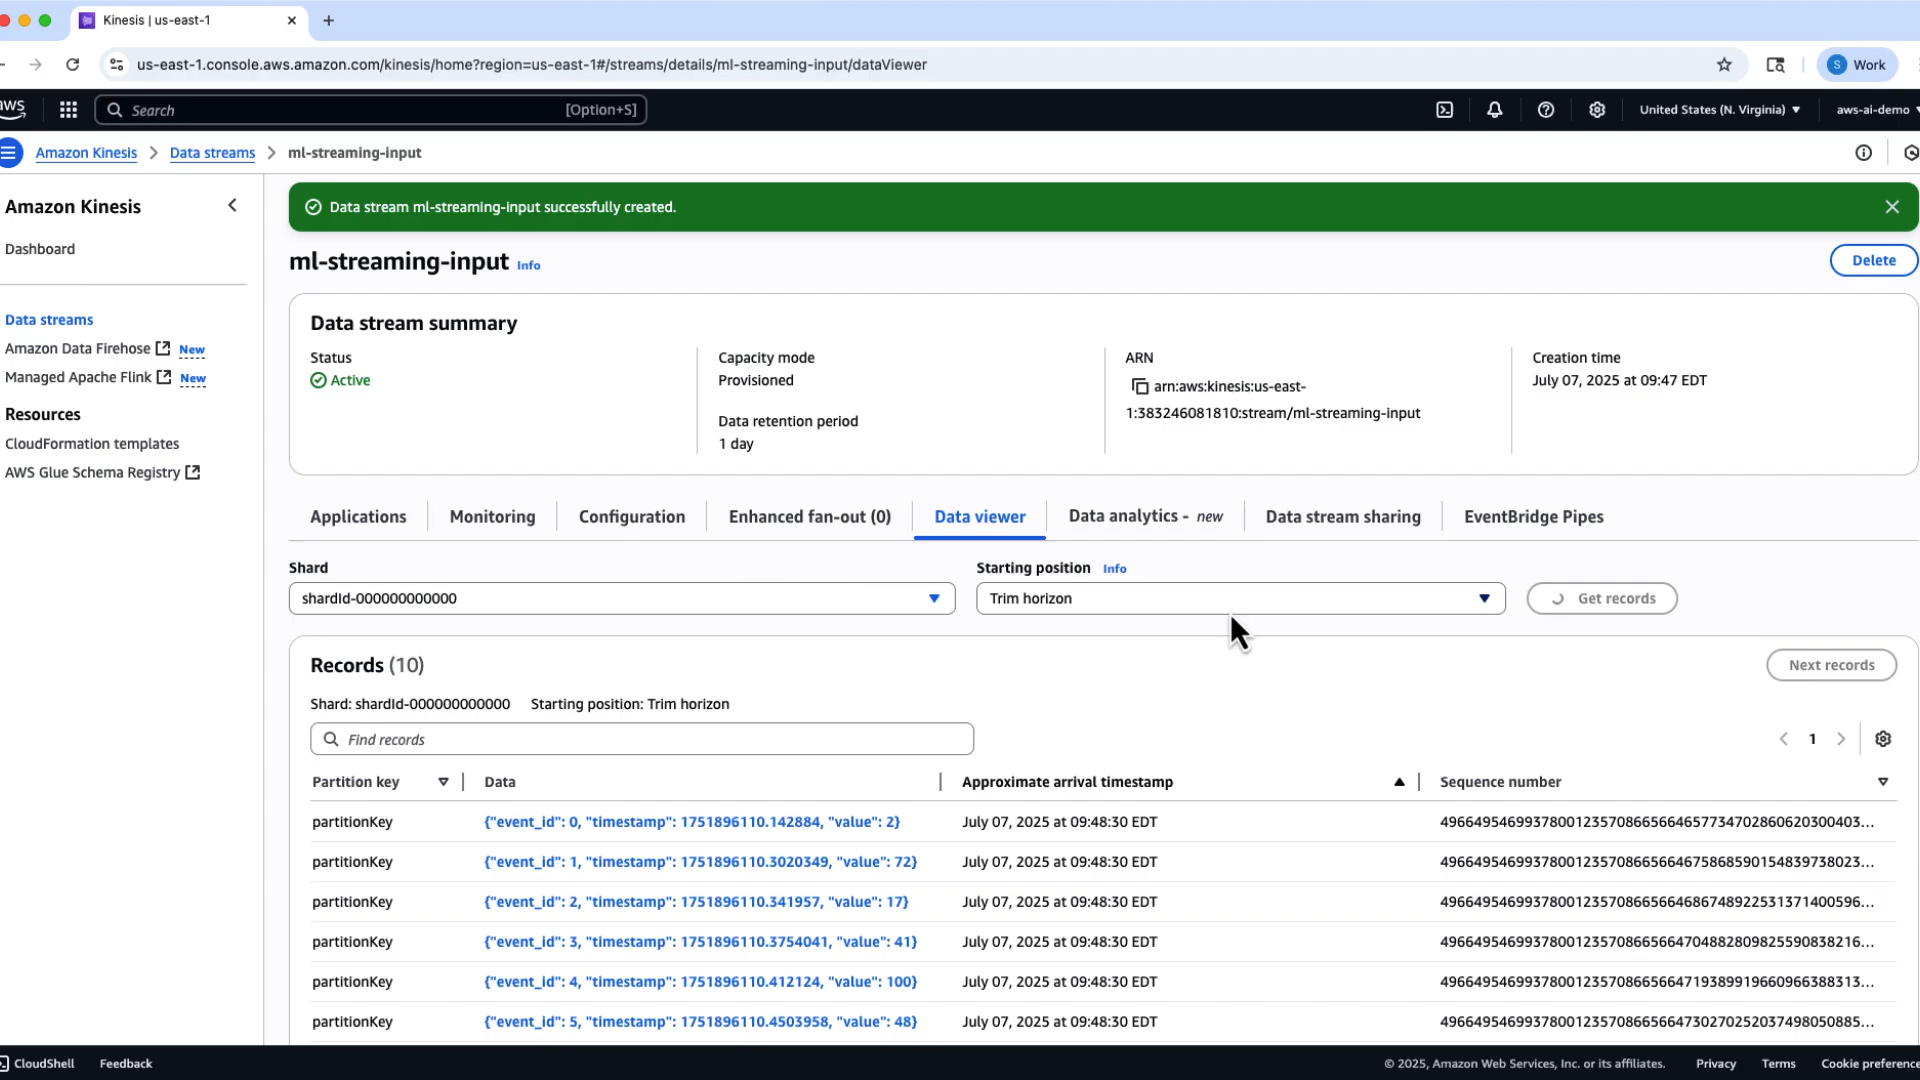 Kinesis | us-east-1
us-east-1.console.aws.amazon.com/kinesis/home?region=us-east-1#/streams/details/ml-streaming-input/dataViewer
S Work
aws
Search [Option+S]
United States (N. Virginia)
aws-ai-demo
Amazon Kinesis
Data streams
ml-streaming-input
Amazon Kinesis
Dashboard
Data streams
Amazon Data Firehose New
Managed Apache Flink New
Resources
CloudFormation templates
AWS Glue Schema Registry
Data stream ml-streaming-input successfully created.
ml-streaming-input Info
Delete
Data stream summary
Status
Active
Capacity mode
Provisioned
Data retention period
1 day
ARN
arn:aws:kinesis:us-east-
1:383246081810:stream/ml-streaming-input
Creation time
July 07, 2025 at 09:47 EDT
Applications
Monitoring
Configuration
Enhanced fan-out (0)
Data viewer
Data analytics - new
Data stream sharing
EventBridge Pipes
Shard
shardId-000000000000
Starting position Info
Trim horizon
Get records
Records (10)
Next records
Shard: shardId-000000000000 Starting position: Trim horizon
Find records
1
Partition key Data Approximate arrival timestamp Sequence number
partitionKey {"event_id": 0, "timestamp": 1751896110.142884, "value": 2} July 07, 2025 at 09:48:30 EDT 49664954699378001235708665664657734702860620300403...
partitionKey {"event_id": 1, "timestamp": 1751896110.3020349, "value": 72} July 07, 2025 at 09:48:30 EDT 49664954699378001235708665664675868590154839738023...
partitionKey {"event_id": 2, "timestamp": 1751896110.341957, "value": 17} July 07, 2025 at 09:48:30 EDT 49664954699378001235708665664686748922531371400596...
partitionKey {"event_id": 3, "timestamp": 1751896110.3754041, "value": 41} July 07, 2025 at 09:48:30 EDT 49664954699378001235708665664704882809825590838216...
partitionKey {"event_id": 4, "timestamp": 1751896110.412124, "value": 100} July 07, 2025 at 09:48:30 EDT 49664954699378001235708665664719389919660966388313...
partitionKey {"event_id": 5, "timestamp": 1751896110.4503958, "value": 48} July 07, 2025 at 09:48:30 EDT 49664954699378001235708665664730270252037498050885...
CloudShell Feedback
© 2025, Amazon Web Services, Inc. or its affiliates. Privacy Terms Cookie preference